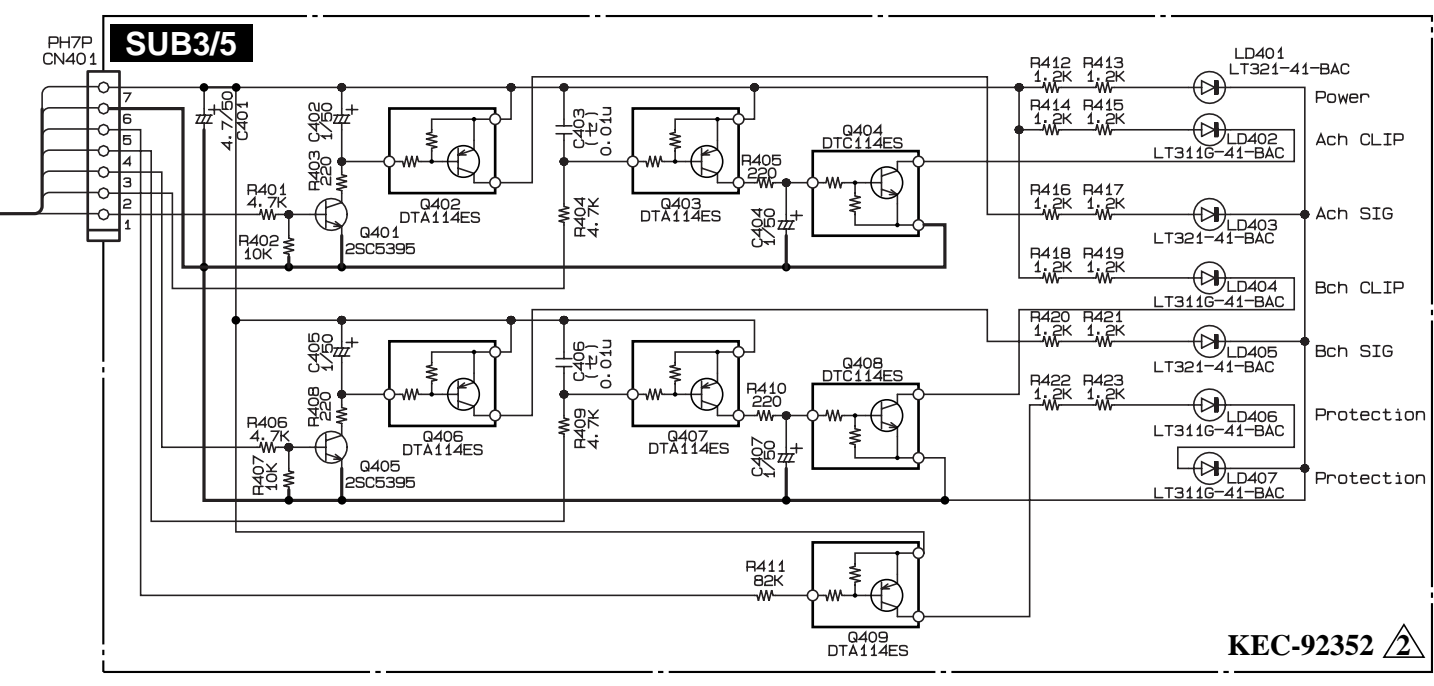 SUB3/5
PH7P
CN401
7
6
5
4
3
2
1
4.7/50
C401
C402
1/50
R403
220
R401
4.7K
R402
10K
Q401
2SC5395
Q402
DTA114ES
C403
(セ)
0.01u
R404
4.7K
Q403
DTA114ES
R405
220
C404
1/50
Q404
DTC114ES
R412 R413
1.2K 1.2K
LD401
LT321-41-BAC
Power
R414 R415
1.2K 1.2K
LD402
LT311G-41-BAC
Ach CLIP
R416 R417
1.2K 1.2K
LD403
LT321-41-BAC
Ach SIG
R418 R419
1.2K 1.2K
LD404
LT311G-41-BAC
Bch CLIP
R420 R421
1.2K 1.2K
LD405
LT321-41-BAC
Bch SIG
R422 R423
1.2K 1.2K
LD406
LT311G-41-BAC
Protection
LD407
LT311G-41-BAC
Protection
C405
1/50
R408
220
R406
4.7K
R407
10K
Q405
2SC5395
Q406
DTA114ES
C406
(セ)
0.01u
R409
4.7K
Q407
DTA114ES
R410
220
C407
1/50
Q408
DTC114ES
R411
82K
Q409
DTA114ES
KEC-92352 2